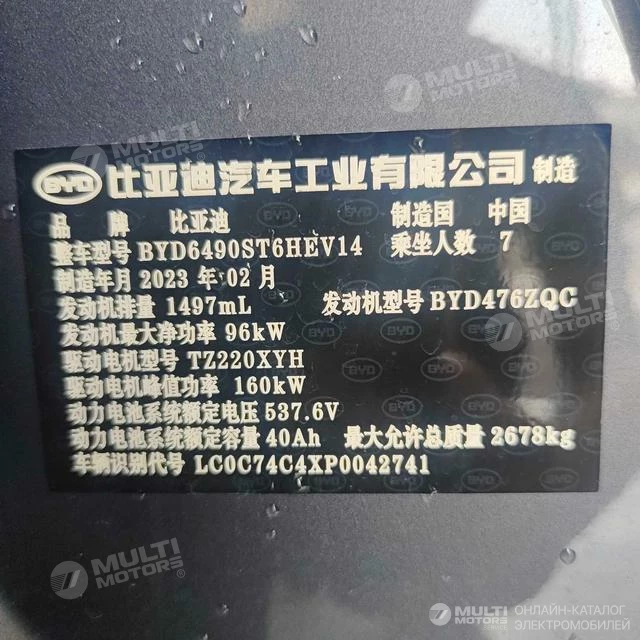 BYD 比亚迪汽车工业有限公司 制造
品牌 比亚迪 制造国 中国
整车型号 BYD6490ST6HEV14 乘坐人数 7
制造年月 2023 年 02 月
发动机排量 1497mL 发动机型号 BYD476ZQC
发动机最大净功率 96kW
驱动电机型号 TZ220XYH
驱动电机峰值功率 160kW
动力电池系统额定电压 537.6V
动力电池系统额定容量 40Ah 最大允许总质量 2678kg
车辆识别代号 LC0C74C4XP0042741
MULTI MOTORS
MULTI MOTORS
MULTI MOTORS
MULTI MOTORS ОНЛАЙН-КАТАЛОГ
ЭЛЕКТРОМОБИЛЕЙ